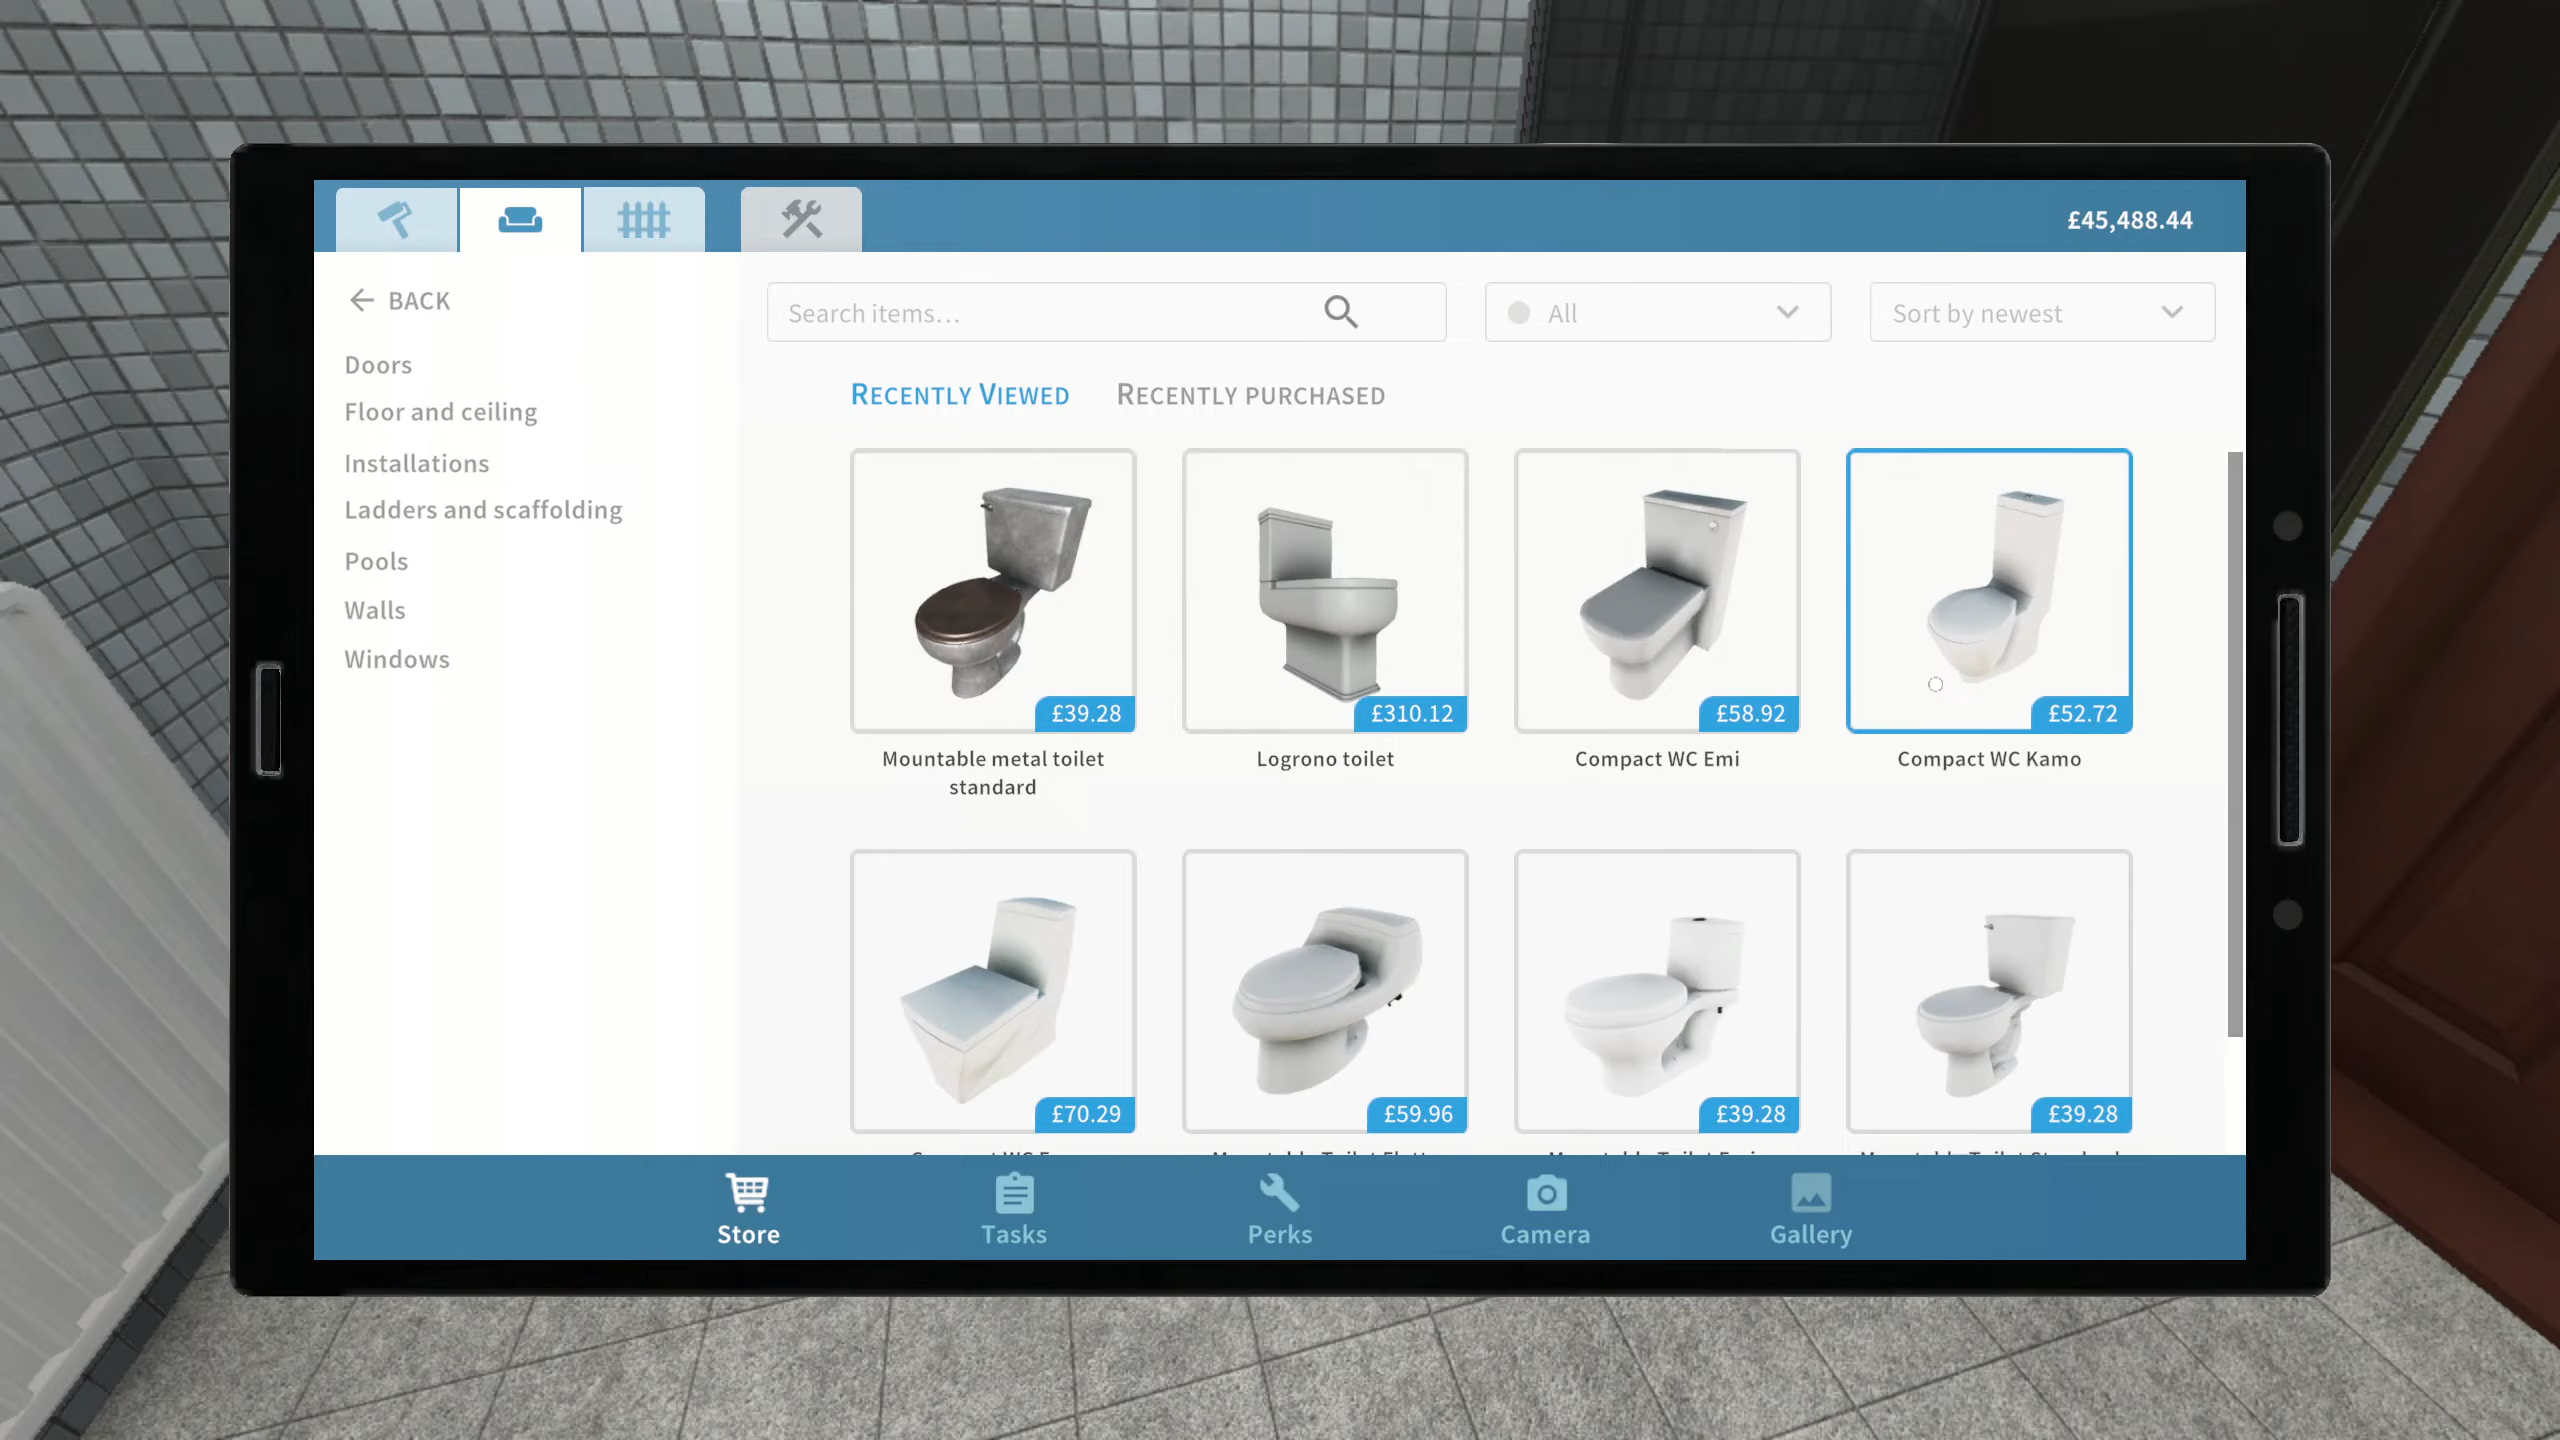 £45,488.44
BACK
Search items...
All
Sort by newest
Doors
Floor and ceiling
Installations
Ladders and scaffolding
Pools
Walls
Windows
RECENTLY VIEWED
RECENTLY PURCHASED
£39.28
£310.12
£58.92
£52.72
Mountable metal toilet
standard
Logrono toilet
Compact WC Emi
Compact WC Kamo
£70.29
£59.96
£39.28
£39.28
Store
Tasks
Perks
Camera
Gallery